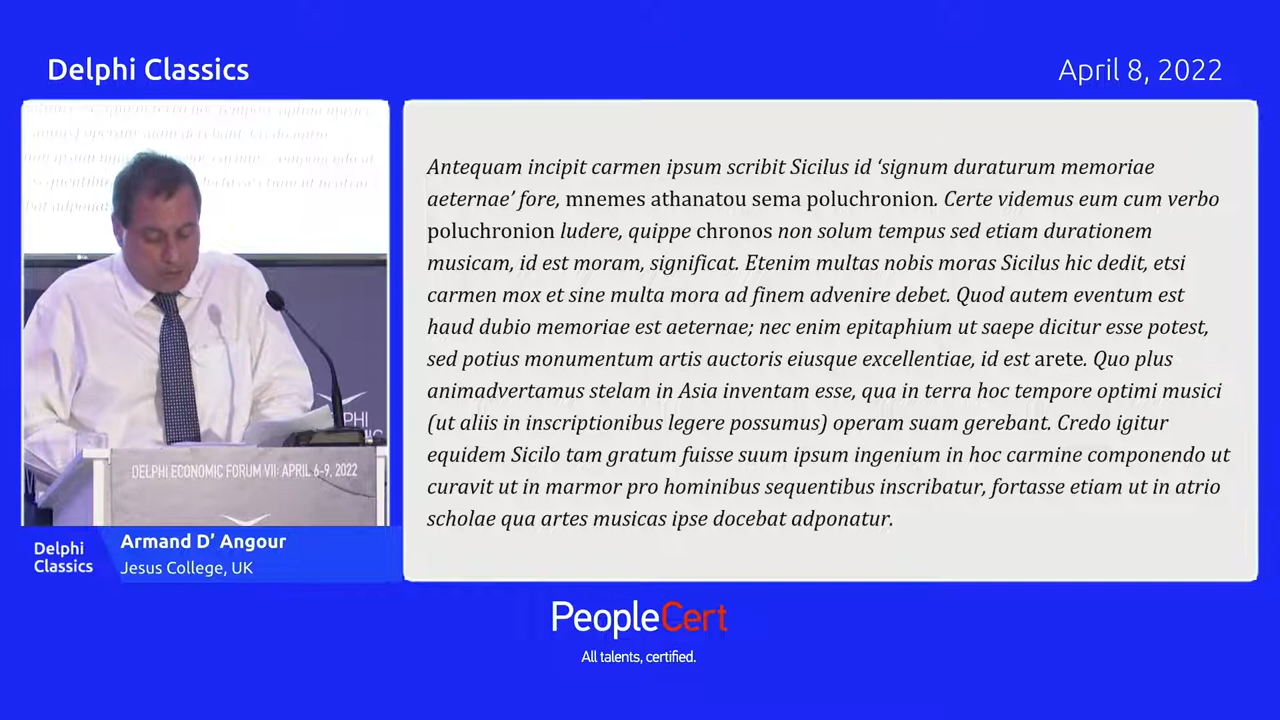 Delphi Classics
April 8, 2022
Antequam incipit carmen ipsum scribit Sicilus id ‘signum duraturum memoriae
aeternae’ fore, mnemes athanatou sema poluchronion. Certe videmus eum cum verbo
poluchronion ludere, quippe chronos non solum tempus sed etiam durationem
musicam, id est moram, significat. Etenim multas nobis moras Sicilus hic dedit, etsi
carmen mox et sine multa mora ad finem advenire debet. Quod autem eventum est
haud dubio memoriae est aeternae; nec enim epitaphium ut saepe dicitur esse potest,
sed potius monumentum artis auctoris eiusque excellentiae, id est arete. Quo plus
animadvertamus stelam in Asia inventam esse, qua in terra hoc tempore optimi musici
(ut aliis in inscriptionibus legere possumus) operam suam gerebant. Credo igitur
equidem Sicilo tam gratum fuisse suum ipsum ingenium in hoc carmine componendo ut
curavit ut in marmor pro hominibus sequentibus inscribatur, fortasse etiam ut in atrio
scholae qua artes musicas ipse docebat adponatur.
DELPHI ECONOMIC FORUM VII: APRIL 6-9, 2022
Delphi
Classics
Armand D’ Angour
Jesus College, UK
PeopleCert
All talents, certified.